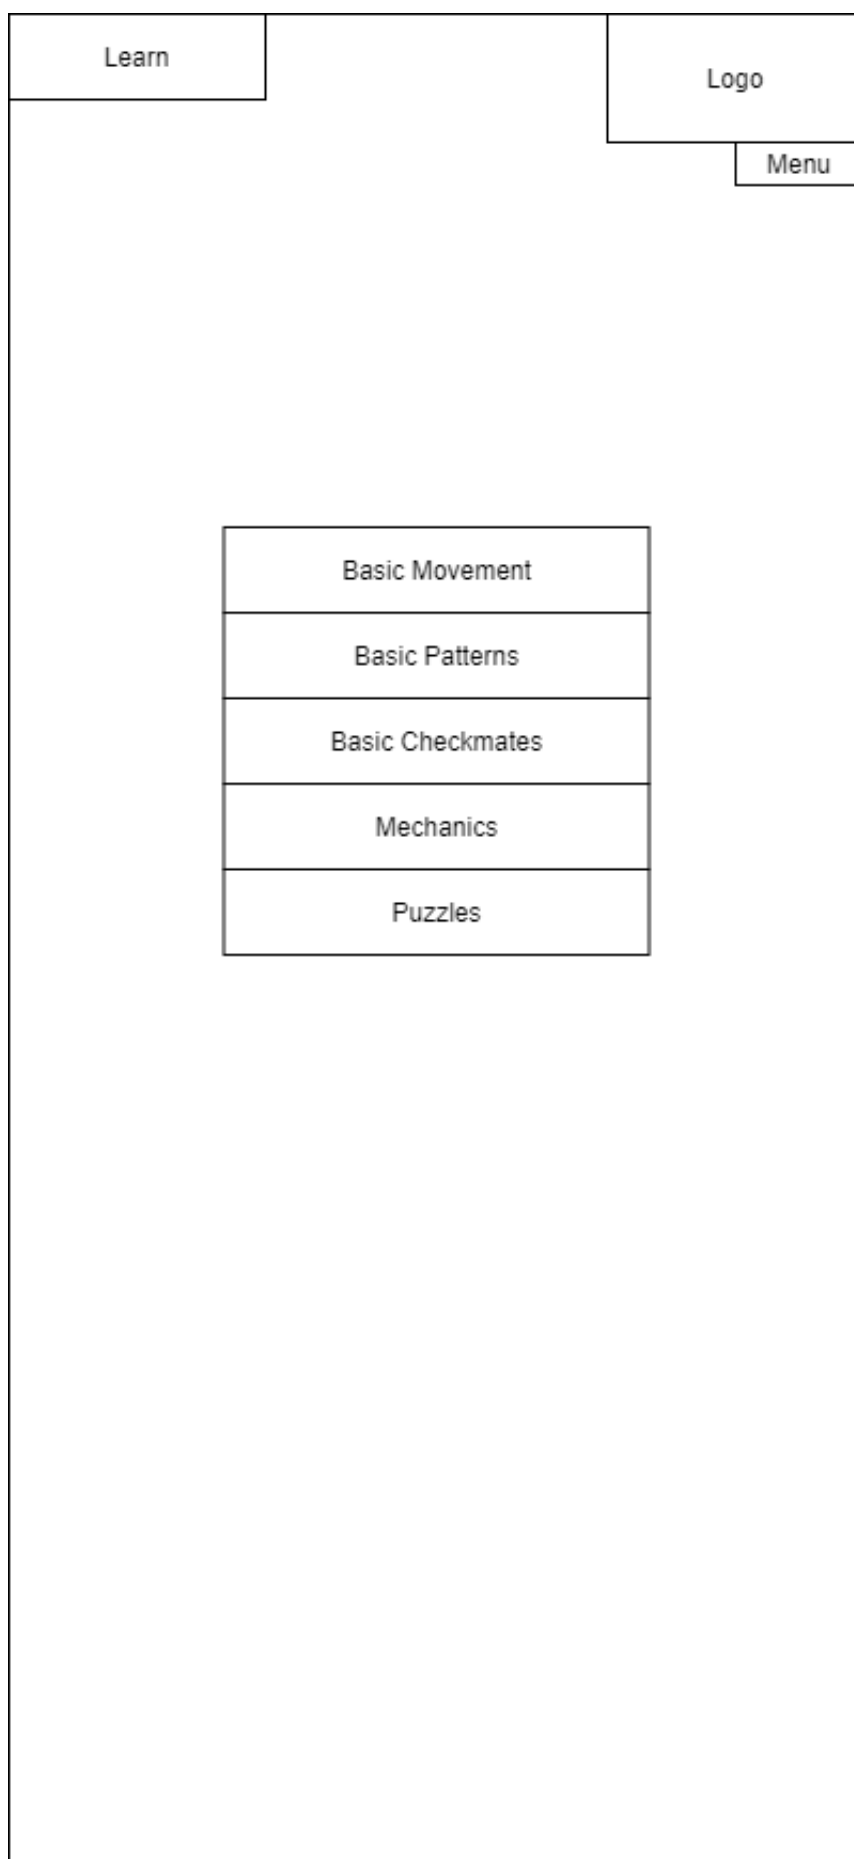 Learn
Logo
Menu
Basic Movement
Basic Patterns
Basic Checkmates
Mechanics
Puzzles